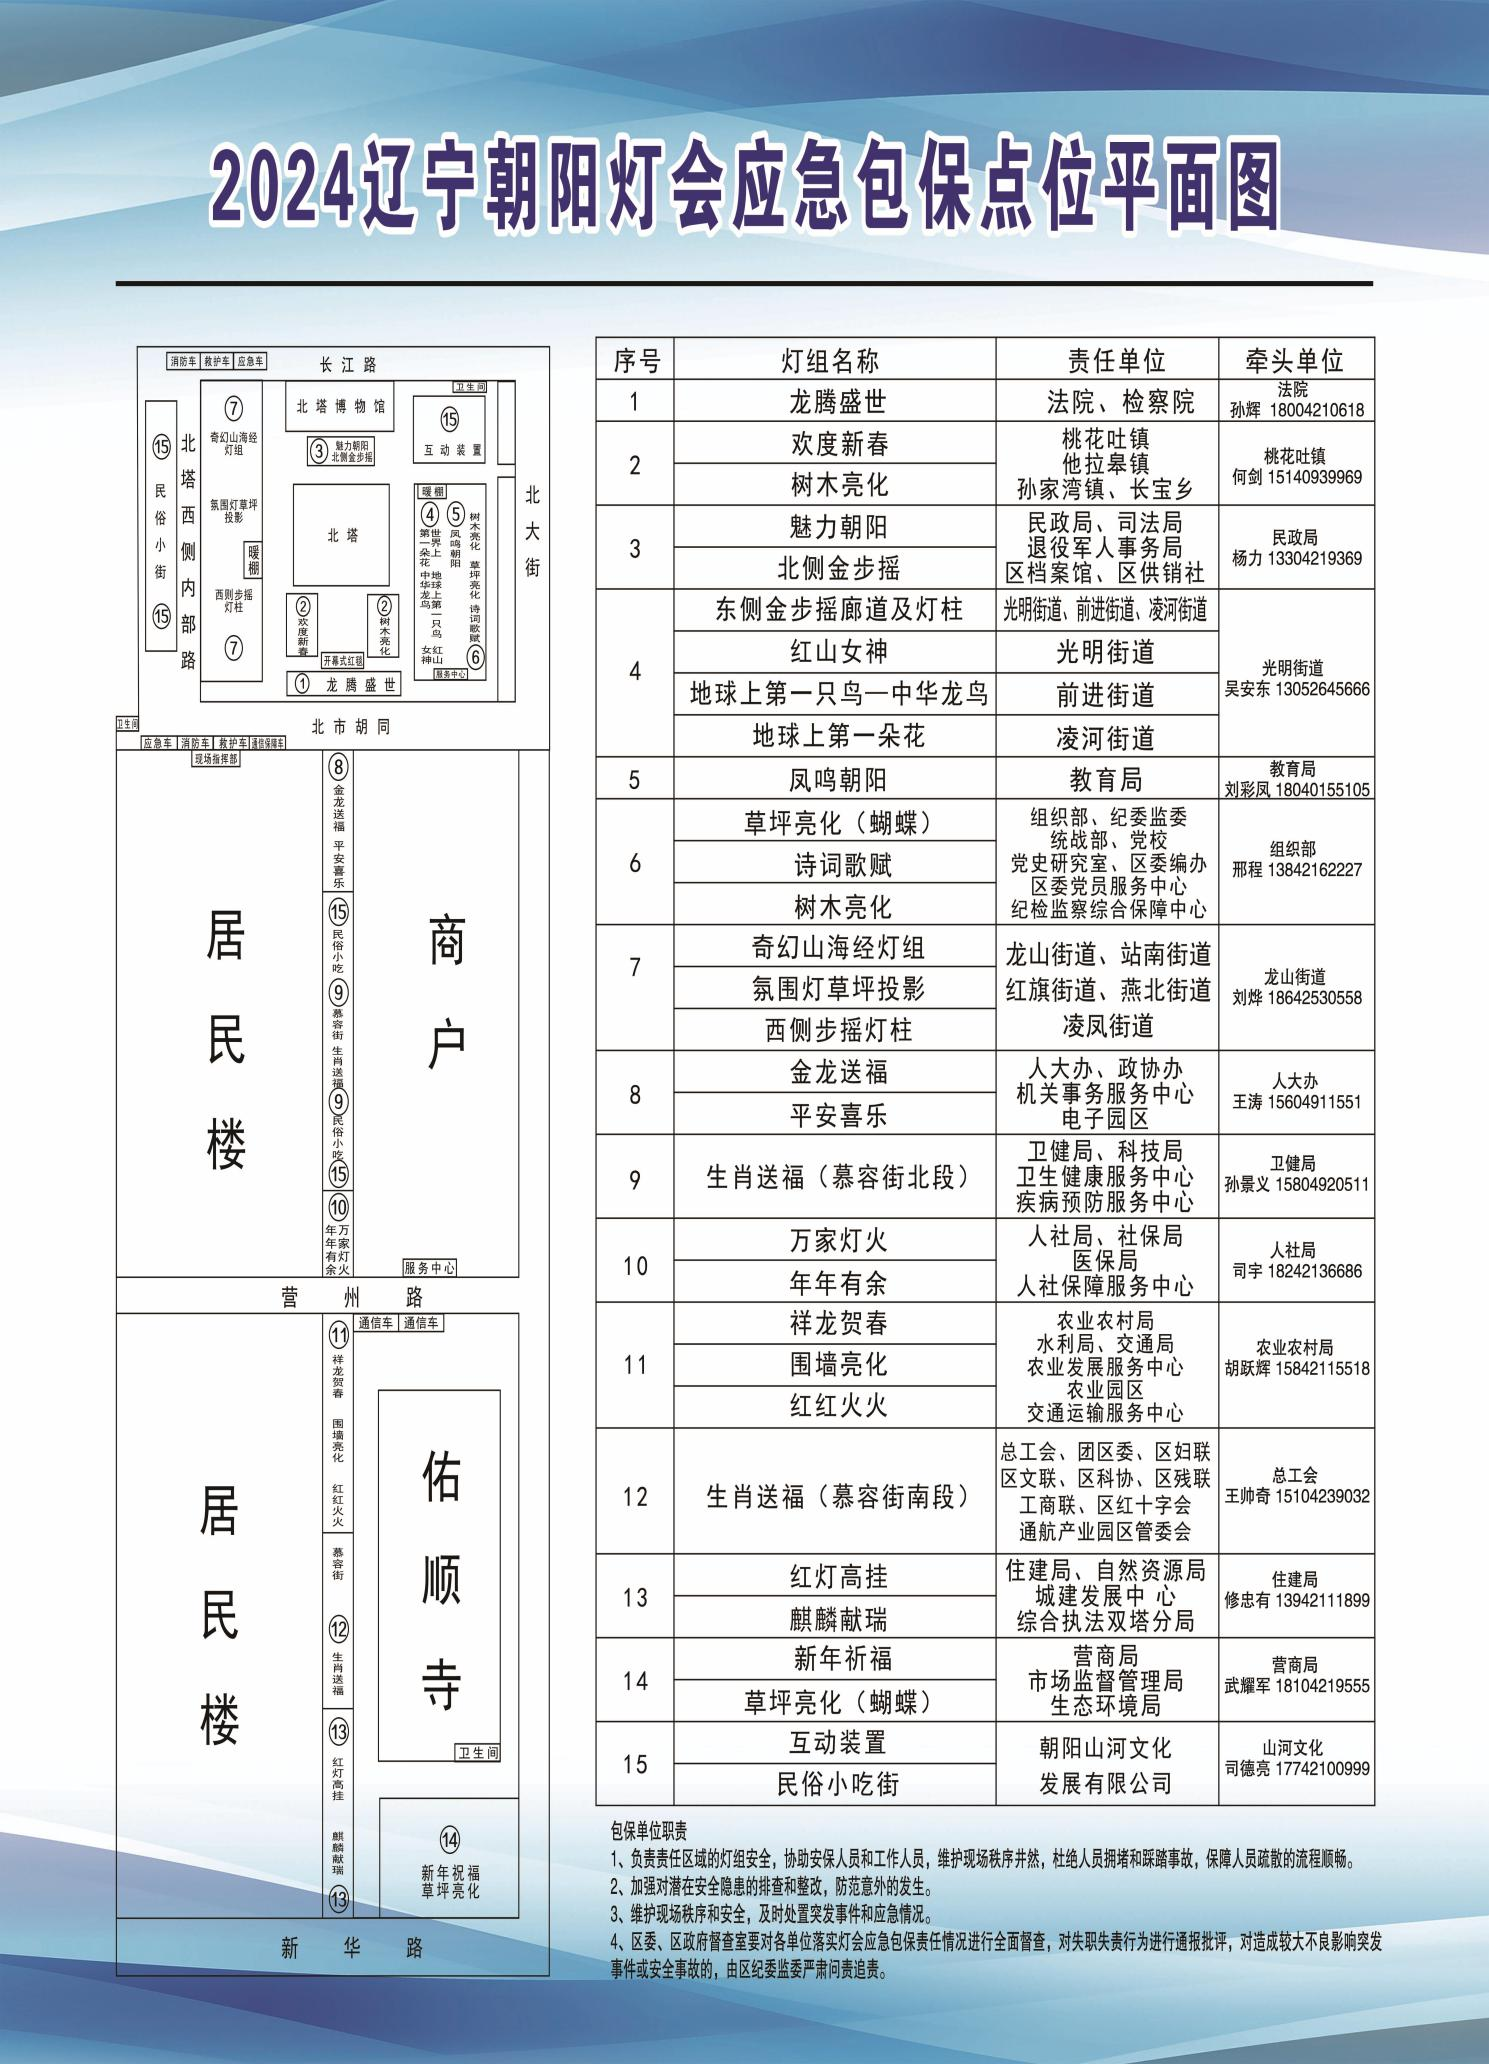 2024辽宁朝阳灯会应急包保点位平面图
消防车 救护车 应急车
长江路
卫生间
⑦
奇幻山海经
灯组
氛围灯草坪
投影
暖棚
西则步摇
灯柱
⑦
⑮
民俗小街
⑮
北塔西侧内部路
北塔博物馆
③
魅力朝阳
北侧金步摇
⑮
互动装置
北塔
暖棚
④
世界上第一朵花
中华龙鸟
地球上第一只鸟
红山女神
⑤
凤鸣朝阳
树木亮化
草坪亮化
诗词歌赋
⑥
服务中心
北大街
②
欢度新春
②
树木亮化
开幕式红毯
① 龙腾盛世
卫生间
北市胡同
应急车 消防车 救护车 通信保障车
现场指挥部
⑧
金龙送福
平安喜乐
⑮
民俗小吃
⑨
慕容街
生肖送福
⑨
民俗小吃
⑮
⑩
万家灯火
年年有余
居民楼
商户
服务中心
营州路
通信车 通信车
⑪
祥龙贺春
围墙亮化
红红火火
慕容街
⑫
生肖送福
⑬
红灯高挂
麒麟献瑞
⑬
居民楼
佑顺寺
卫生间
⑭
新年祝福
草坪亮化
新华路
序号 灯组名称 责任单位 牵头单位
1 龙腾盛世 法院、检察院
法院
孙辉 18004210618
2
欢度新春
树木亮化
桃花吐镇
他拉皋镇
孙家湾镇、长宝乡
桃花吐镇
何剑 15140939969
3
魅力朝阳
北侧金步摇
民政局、司法局
退役军人事务局
区档案馆、区供销社
民政局
杨力 13304219369
4
东侧金步摇廊道及灯柱 光明街道、前进街道、凌河街道
红山女神 光明街道
地球上第一只鸟—中华龙鸟 前进街道
地球上第一朵花 凌河街道
光明街道
吴安东 13052645666
5 凤鸣朝阳 教育局
教育局
刘彩凤 18040155105
6
草坪亮化（蝴蝶）
诗词歌赋
树木亮化
组织部、纪委监委
统战部、党校
党史研究室、区委编办
区委党员服务中心
纪检监察综合保障中心
组织部
邢程 13842162227
7
奇幻山海经灯组
氛围灯草坪投影
西侧步摇灯柱
龙山街道、站南街道
红旗街道、燕北街道
凌凤街道
龙山街道
刘烨 18642530558
8
金龙送福
平安喜乐
人大办、政协办
机关事务服务中心
电子园区
人大办
王涛 15604911551
9 生肖送福（慕容街北段）
卫健局、科技局
卫生健康服务中心
疾病预防服务中心
卫健局
孙景义 15804920511
10
万家灯火
年年有余
人社局、社保局
医保局
人社保障服务中心
人社局
司宇 18242136686
11
祥龙贺春
围墙亮化
红红火火
农业农村局
水利局、交通局
农业发展服务中心
农业园区
交通运输服务中心
农业农村局
胡跃辉 15842115518
12 生肖送福（慕容街南段）
总工会、团区委、区妇联
区文联、区科协、区残联
工商联、区红十字会
通航产业园区管委会
总工会
王帅奇 15104239032
13
红灯高挂
麒麟献瑞
住建局、自然资源局
城建发展中 心
综合执法双塔分局
住建局
修忠有 13942111899
14
新年祈福
草坪亮化（蝴蝶）
营商局
市场监督管理局
生态环境局
营商局
武耀军 18104219555
15
互动装置
民俗小吃街
朝阳山河文化
发展有限公司
山河文化
司德亮 17742100999
包保单位职责
1、负责责任区域的灯组安全，协助安保人员和工作人员，维护现场秩序井然，杜绝人员拥堵和踩踏事故，保障人员疏散的流程顺畅。
2、加强对潜在安全隐患的排查和整改，防范意外的发生。
3、维护现场秩序和安全，及时处置突发事件和应急情况。
4、区委、区政府督查室要对各单位落实灯会应急包保责任情况进行全面督查，对失职失责行为进行通报批评，对造成较大不良影响突发
事件或安全事故的，由区纪委监委严肃问责追责。